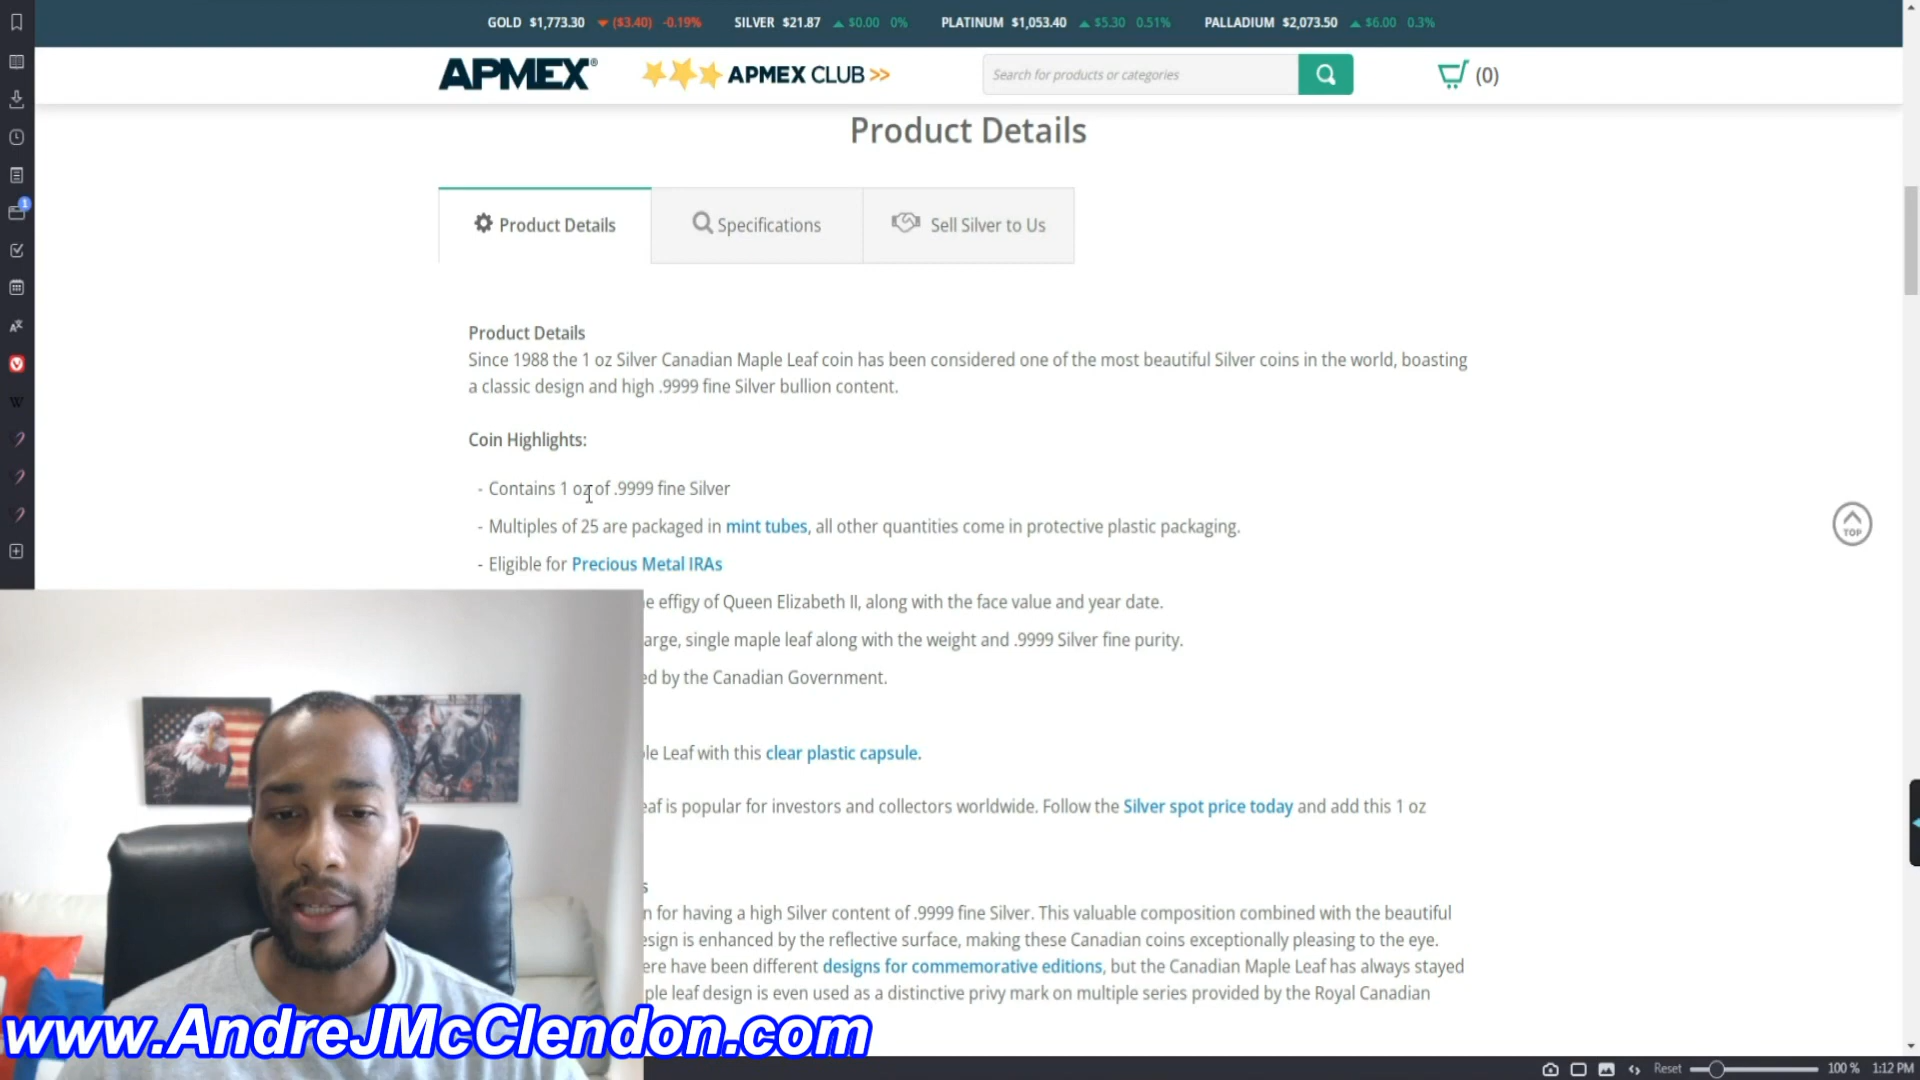 GOLD $1,773.30 ($3.40) -0.19% SILVER $21.87 $0.00 0% PLATINUM $1,053.40 $5.30 0.51% PALLADIUM $2,073.50 $6.00 0.3%
APMEX® APMEX CLUB >> Search for products or categories (0)
Product Details
Product Details Specifications Sell Silver to Us
Product Details
Since 1988 the 1 oz Silver Canadian Maple Leaf coin has been considered one of the most beautiful Silver coins in the world, boasting
a classic design and high .9999 fine Silver bullion content.
Coin Highlights:
- Contains 1 oz of .9999 fine Silver
- Multiples of 25 are packaged in mint tubes, all other quantities come in protective plastic packaging.
TOP
- Eligible for Precious Metal IRAs
effigy of Queen Elizabeth II, along with the face value and year date.
arge, single maple leaf along with the weight and .9999 Silver fine purity.
ed by the Canadian Government.
le Leaf with this clear plastic capsule.
eaf is popular for investors and collectors worldwide. Follow the Silver spot price today and add this 1 oz
s
n for having a high Silver content of .9999 fine Silver. This valuable composition combined with the beautiful
esign is enhanced by the reflective surface, making these Canadian coins exceptionally pleasing to the eye.
ere have been different designs for commemorative editions, but the Canadian Maple Leaf has always stayed
ple leaf design is even used as a distinctive privy mark on multiple series provided by the Royal Canadian
www.AndreJMcClendon.com
Reset 100 % 1:12 PM